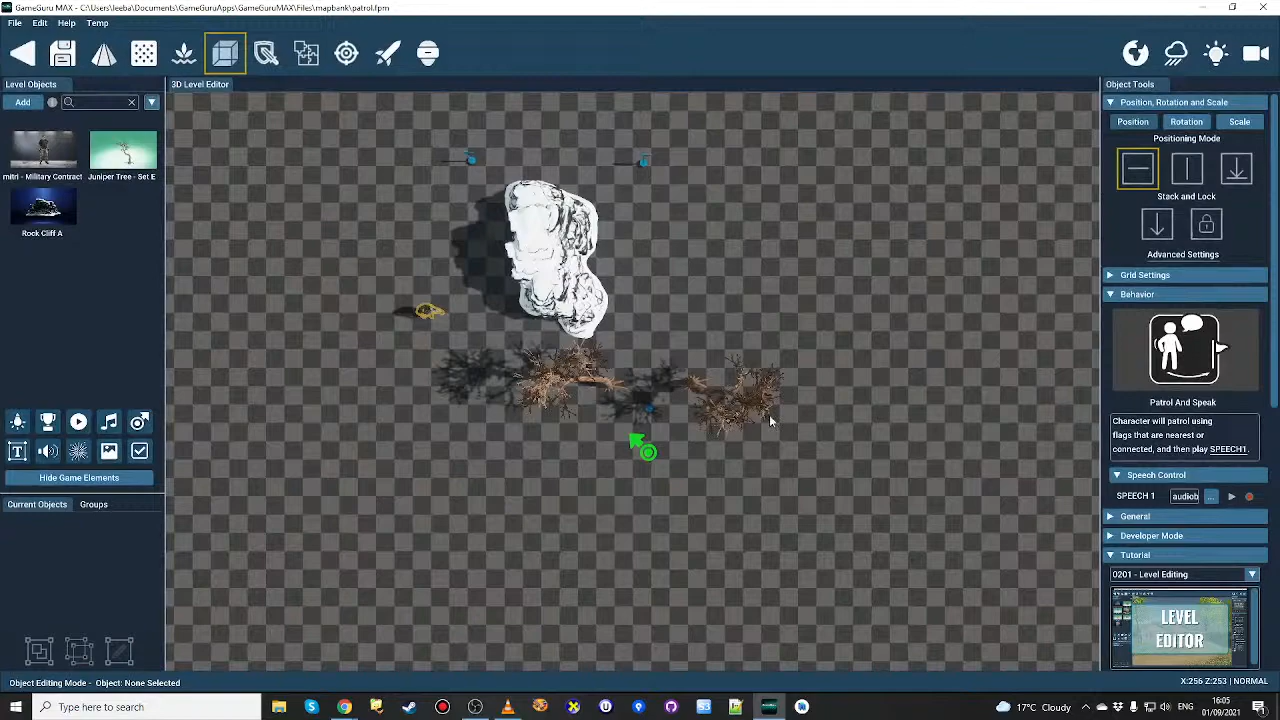 GameGuru MAX - C:\Users\leeba\Documents\GameGuruApps\GameGuruMAX\Files\mapbank\patrol.fpm
File Edit Help Temp
Level Objects
3D Level Editor
Object Tools
Add
Position, Rotation and Scale
Position Rotation Scale
Positioning Mode
mitri - Military Contract Juniper Tree - Set E
Stack and Lock
Rock Cliff A
Advanced Settings
Grid Settings
Behavior
Patrol And Speak
Character will patrol using
flags that are nearest or
connected, and then play SPEECH1.
Hide Game Elements
Speech Control
SPEECH 1 audiob ...
Current Objects Groups
General
Developer Mode
Tutorial
0201 - Level Editing
LEVEL
EDITOR
Object Editing Mode - Object: None Selected
X:256 Z:253 | NORMAL
Type here to search
17°C Cloudy
16:05
01/09/2021